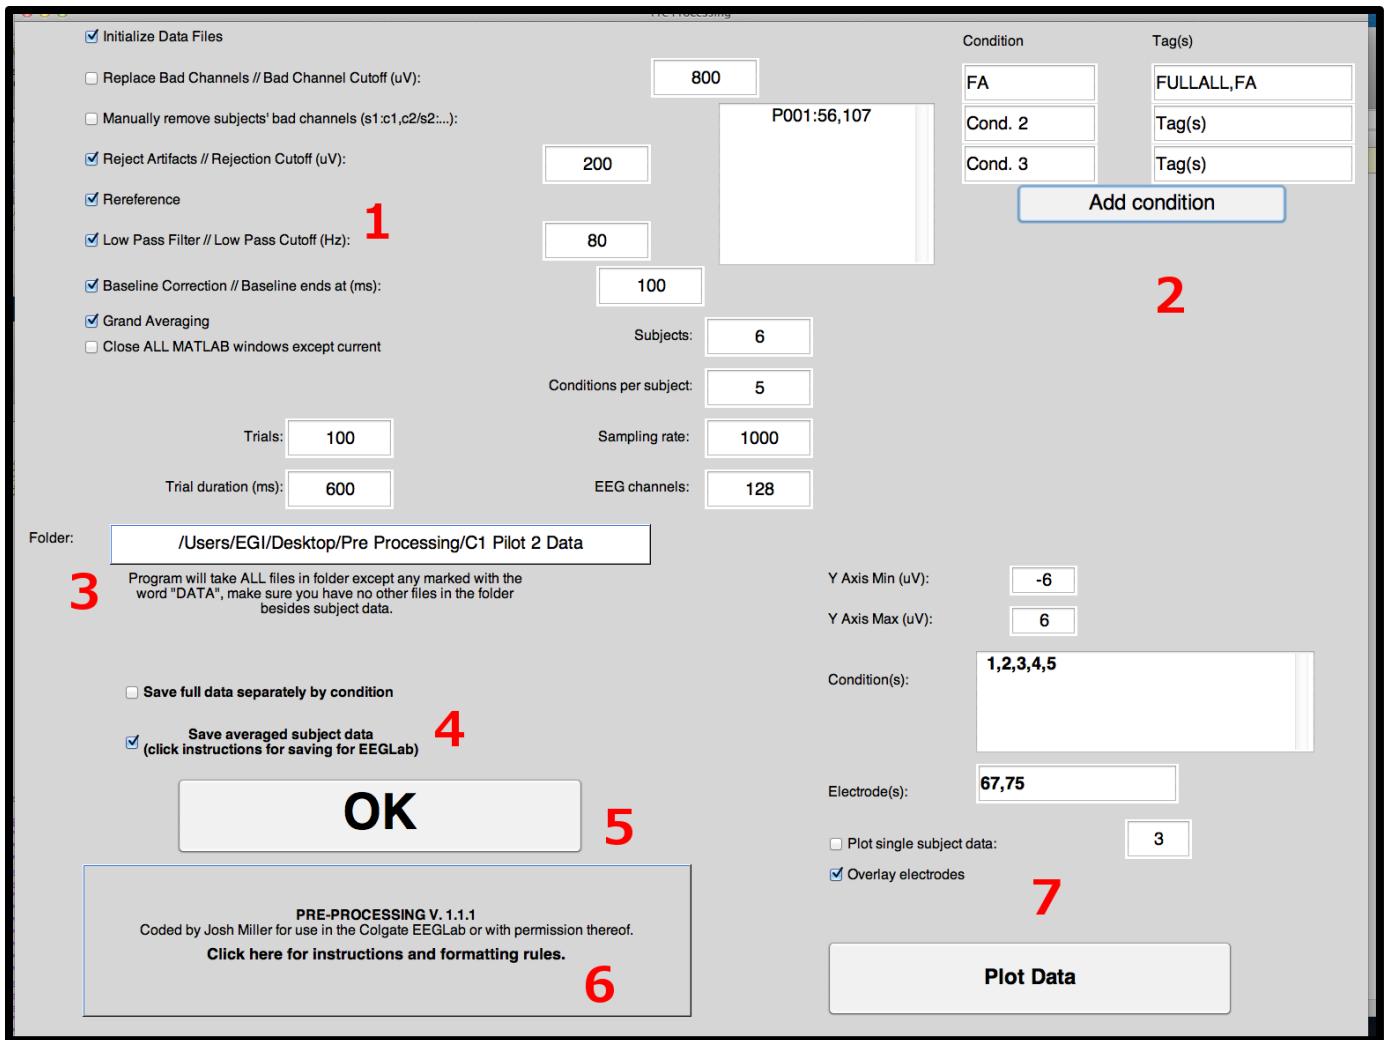 Pre Processing
Initialize Data Files
Replace Bad Channels // Bad Channel Cutoff (uV):
800
Manually remove subjects' bad channels (s1:c1,c2/s2:...):
P001:56,107
Reject Artifacts // Rejection Cutoff (uV):
200
Rereference
1
Low Pass Filter // Low Pass Cutoff (Hz):
80
Baseline Correction // Baseline ends at (ms):
100
Grand Averaging
Close ALL MATLAB windows except current
Subjects:
6
Conditions per subject:
5
Trials:
100
Sampling rate:
1000
Trial duration (ms):
600
EEG channels:
128
Condition
Tag(s)
FA
FULLALL,FA
Cond. 2
Tag(s)
Cond. 3
Tag(s)
Add condition
2
Folder:
/Users/EGI/Desktop/Pre Processing/C1 Pilot 2 Data
3
Program will take ALL files in folder except any marked with the
word "DATA", make sure you have no other files in the folder
besides subject data.
Save full data separately by condition
Save averaged subject data
(click instructions for saving for EEGLab)
4
OK
5
PRE-PROCESSING V. 1.1.1
Coded by Josh Miller for use in the Colgate EEGLab or with permission thereof.
Click here for instructions and formatting rules.
6
Y Axis Min (uV):
-6
Y Axis Max (uV):
6
Condition(s):
1,2,3,4,5
Electrode(s):
67,75
Plot single subject data:
3
Overlay electrodes
7
Plot Data